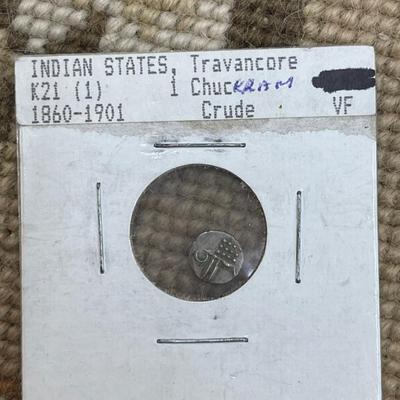 INDIAN STATES, Travancore
K21 (1) 1 ChucKRAM
1860-1901 Crude VF